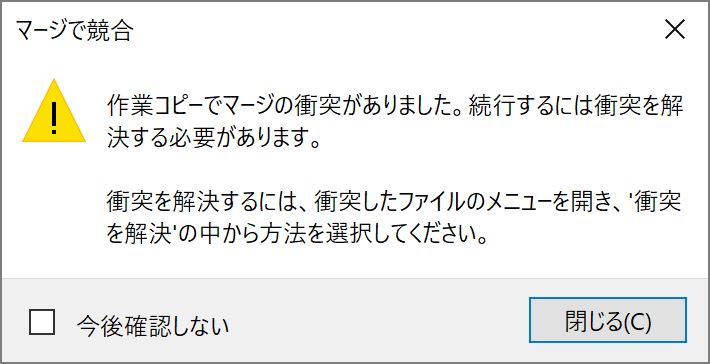 マージで競合
作業コピーでマージの衝突がありました。続行するには衝突を解
決する必要があります。
衝突を解決するには、衝突したファイルのメニューを開き、'衝突
を解決'の中から方法を選択してください。
今後確認しない
閉じる(C)